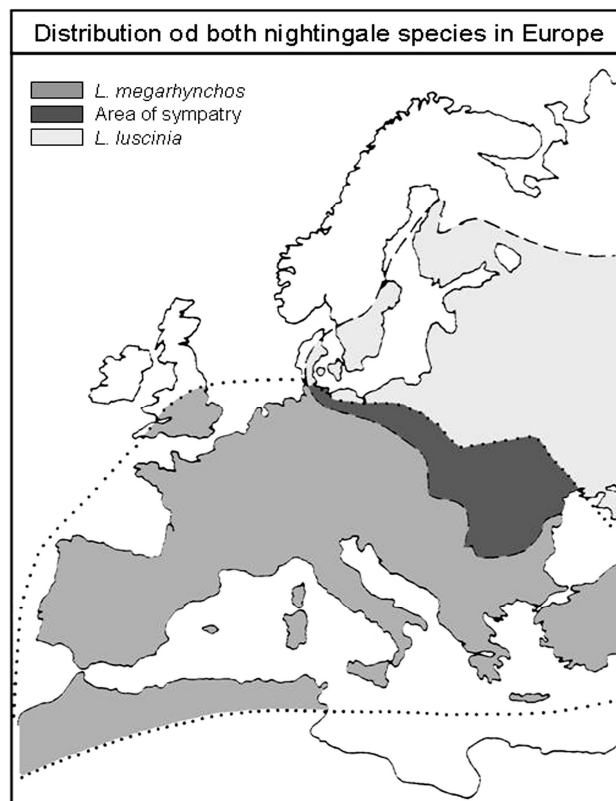 Distribution od both nightingale species in Europe
L. megarhynchos
Area of sympatry
L. luscinia